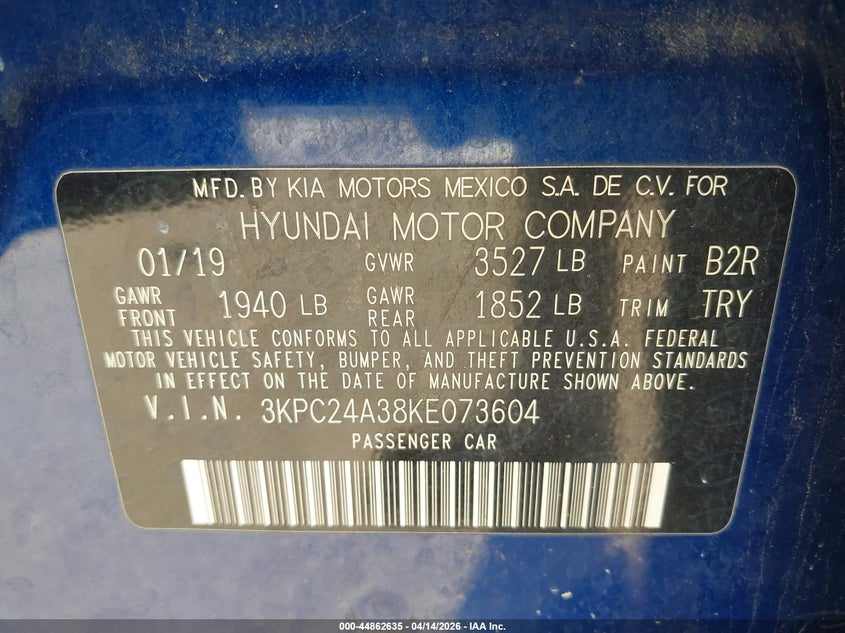 MFD. BY KIA MOTORS MEXICO S.A. DE C.V. FOR
HYUNDAI MOTOR COMPANY
01/19 GVWR 3527 LB PAINT B2R
GAWR FRONT 1940 LB GAWR REAR 1852 LB TRIM TRY
THIS VEHICLE CONFORMS TO ALL APPLICABLE U.S.A. FEDERAL
MOTOR VEHICLE SAFETY, BUMPER, AND THEFT PREVENTION STANDARDS
IN EFFECT ON THE DATE OF MANUFACTURE SHOWN ABOVE.
V.I.N. 3KPC24A38KE073604
PASSENGER CAR
000-44862635 - 04/14/2026 - IAA Inc.